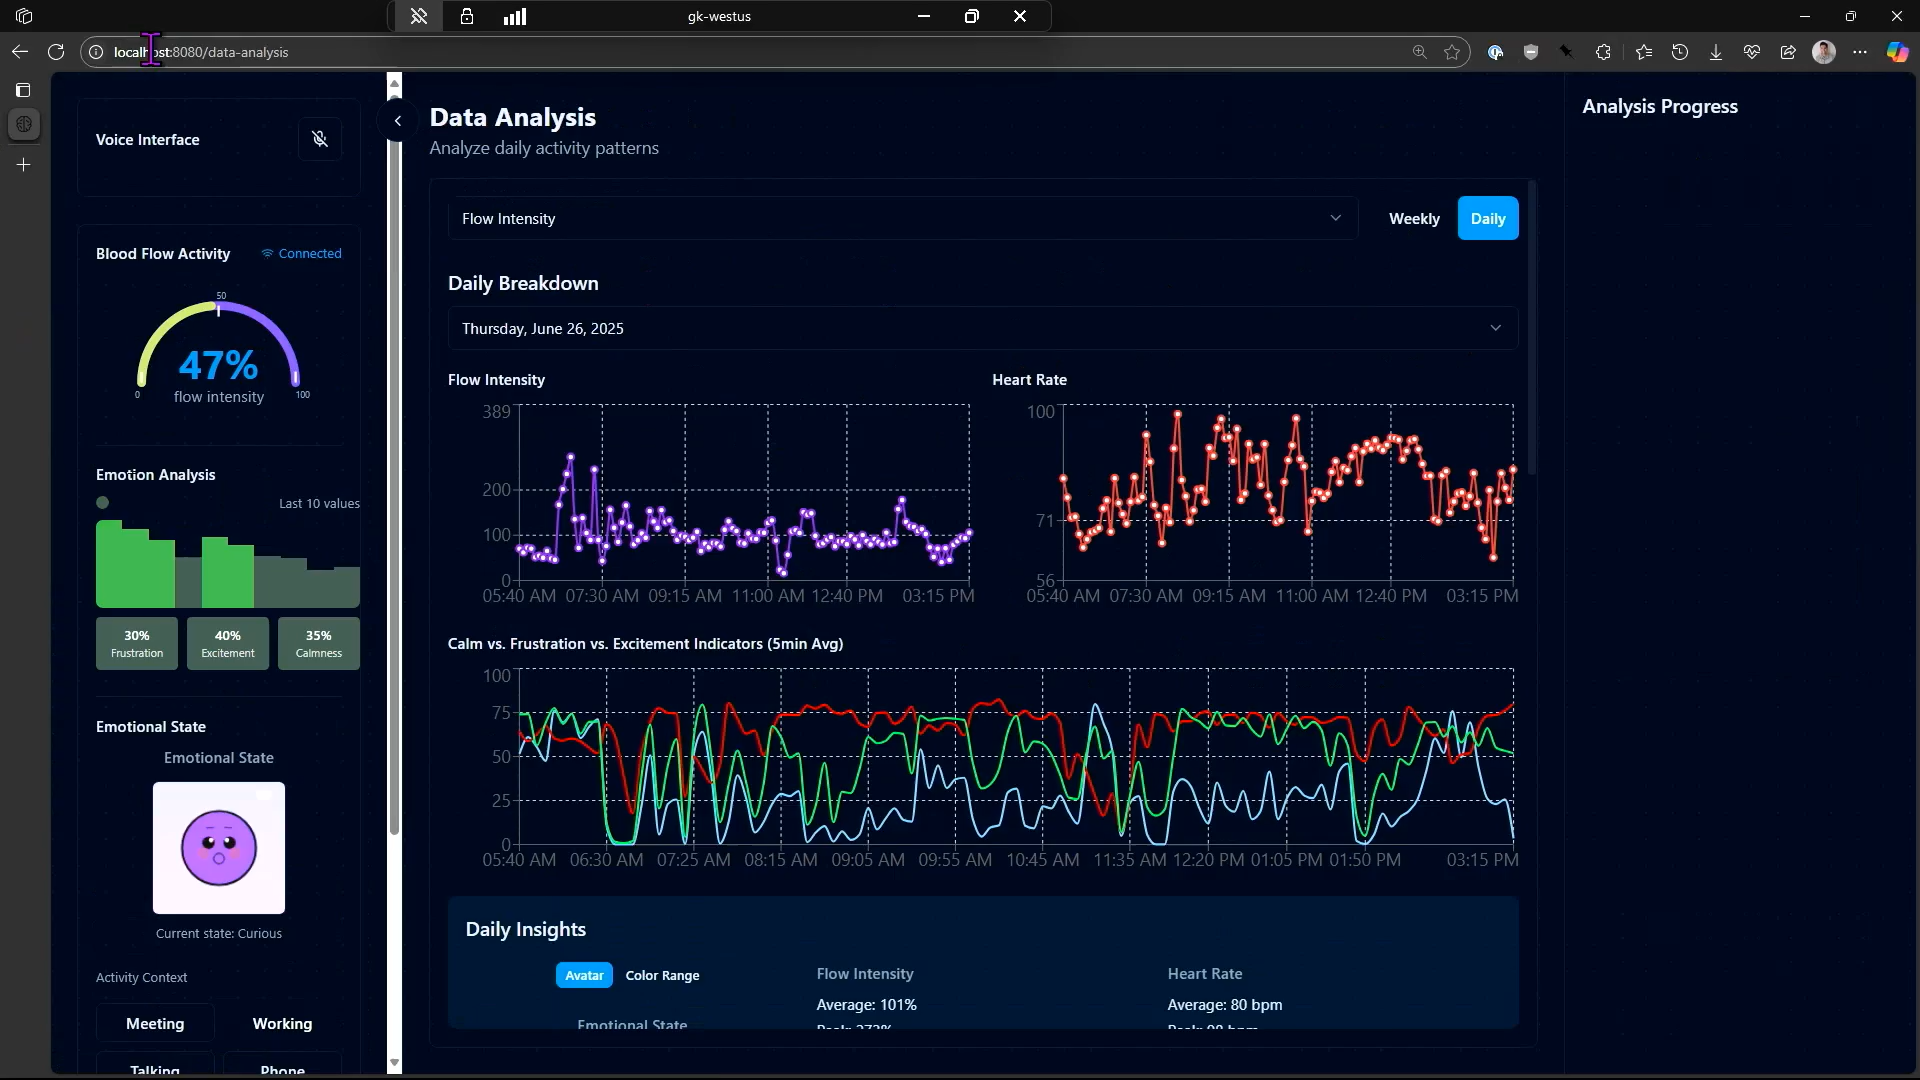 gk-westus
localhost:8080/data-analysis
Voice Interface
Blood Flow Activity
Connected
50
47%
0
flow intensity
100
Emotion Analysis
Last 10 values
30%
Frustration
40%
Excitement
35%
Calmness
Emotional State
Emotional State
Current state: Curious
Activity Context
Meeting
Working
Talking
Phone
Data Analysis
Analyze daily activity patterns
Flow Intensity
Weekly
Daily
Daily Breakdown
Thursday, June 26, 2025
Flow Intensity
389
200
100
0
05:40 AM 07:30 AM 09:15 AM 11:00 AM 12:40 PM 03:15 PM
Heart Rate
100
71
56
05:40 AM 07:30 AM 09:15 AM 11:00 AM 12:40 PM 03:15 PM
Calm vs. Frustration vs. Excitement Indicators (5min Avg)
100
75
50
25
0
05:40 AM 06:30 AM 07:25 AM 08:15 AM 09:05 AM 09:55 AM 10:45 AM 11:35 AM 12:20 PM 01:05 PM 01:50 PM 03:15 PM
Daily Insights
Avatar
Color Range
Emotional State
Flow Intensity
Average: 101%
Peak: 273%
Heart Rate
Average: 80 bpm
Peak: 98 bpm
Analysis Progress